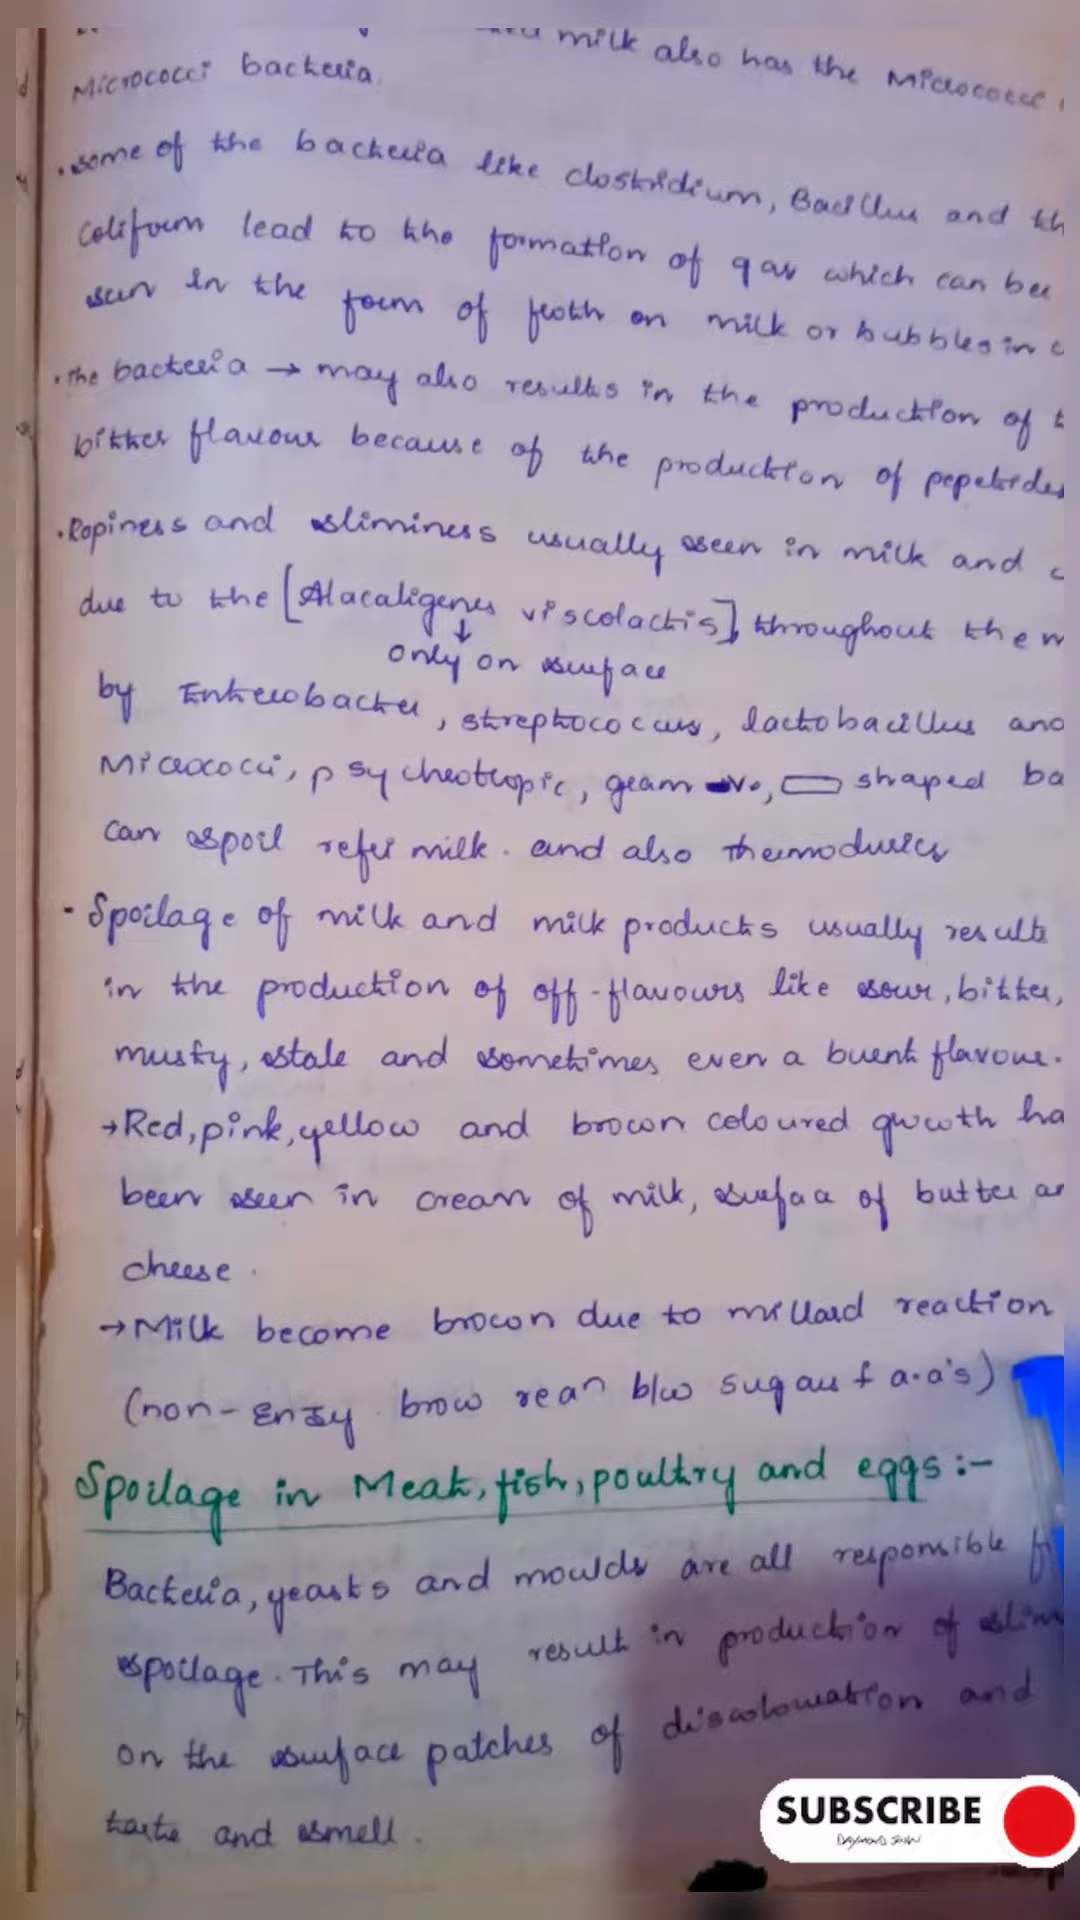 milk also has the Micrococci
Micrococci bacteria.
. some of the bacteria like clostridium, Bacillus and th
Coliform lead to the formation of gas which can bee
seen in the form of froth on milk or bubbles in c
. the bacteria → may also results in the production of t
bitter flavour because of the production of pepetides
. Ropiness and sliminess usually seen in milk and c
due to the [Alacaligenes viscolactis], throughout the m
↓
only on surface
by Enterobacter, streptococcus, lactobacillus and
Micrococci, psychrotropic, gram -ve, shaped ba
can spoil refri milk. and also thermodurics
- Spoilage of milk and milk products usually results
in the production of off-flavours like sour, bitter,
musty, stale and sometimes even a burnt flavour.
→ Red, pink, yellow and brown coloured growth ha
been seen in cream of milk, surface of butter an
cheese.
→ Milk become brown due to millard reaction
(non-Enzy. brow rean b/w sugars & a.a's)
Spoilage in Meat, fish, poultry and eggs :-
Bacteria, yeasts and moulds are all responsible f
spoilage. This may result in production of slim
on the surface patches of discolouration and
taste and smell.
SUBSCRIBE